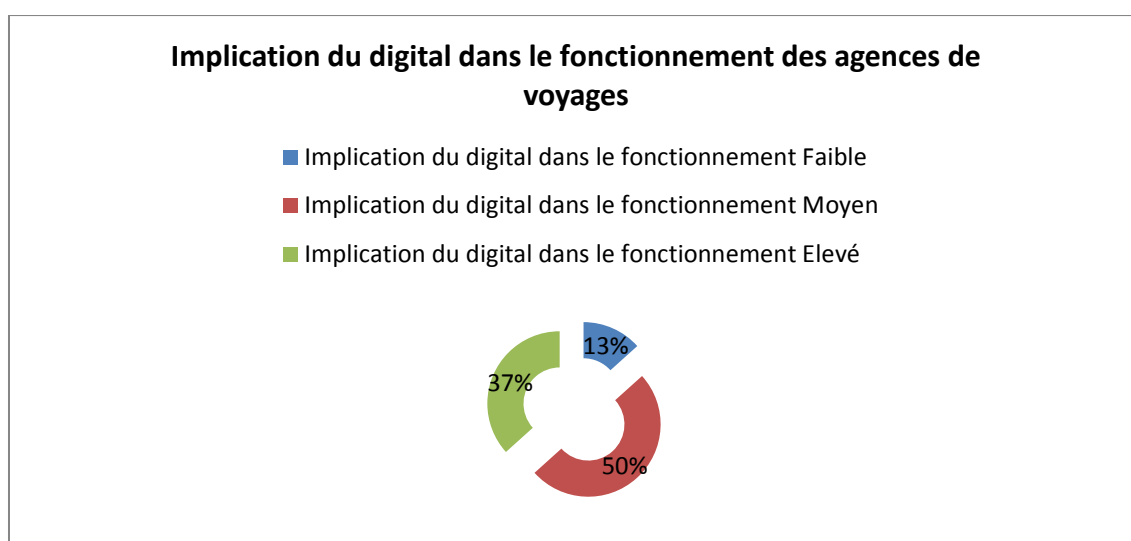 Implication du digital dans le fonctionnement des agences de
voyages
Implication du digital dans le fonctionnement Faible
Implication du digital dans le fonctionnement Moyen
Implication du digital dans le fonctionnement Elevé
13%
37%
50%